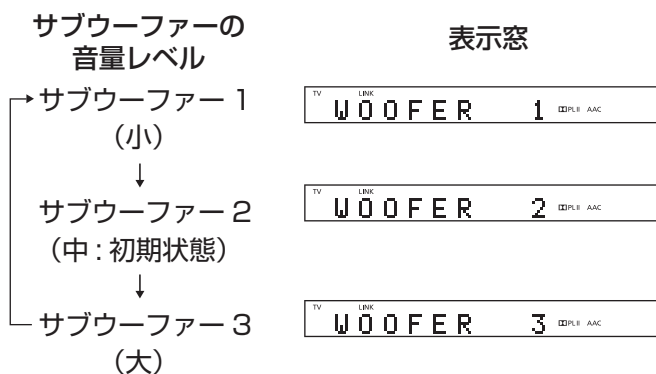 サブウーファーの
音量レベル
表示窓
サブウーファー 1
（小）
TV LINK
WOOFER 1 DPLII AAC
サブウーファー 2
（中 : 初期状態）
TV LINK
WOOFER 2 DPLII AAC
サブウーファー 3
（大）
TV LINK
WOOFER 3 DPLII AAC